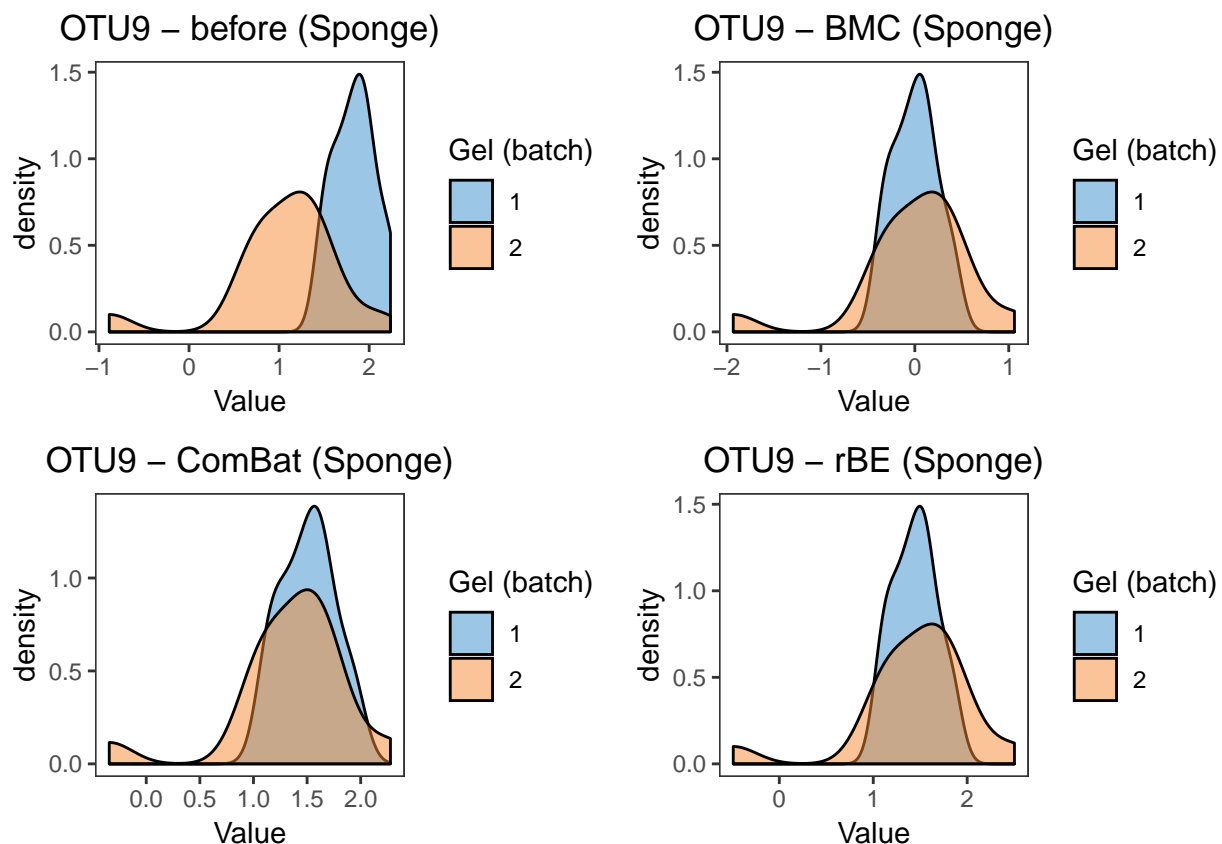 OTU9 – before (Sponge)
1.5
1.0
0.5
0.0
density
–1 0 1 2
Value
Gel (batch)
1
2
OTU9 – BMC (Sponge)
1.5
1.0
0.5
0.0
density
–2 –1 0 1
Value
Gel (batch)
1
2
OTU9 – ComBat (Sponge)
1.0
0.5
0.0
density
0.0 0.5 1.0 1.5 2.0
Value
Gel (batch)
1
2
OTU9 – rBE (Sponge)
1.5
1.0
0.5
0.0
density
0 1 2
Value
Gel (batch)
1
2